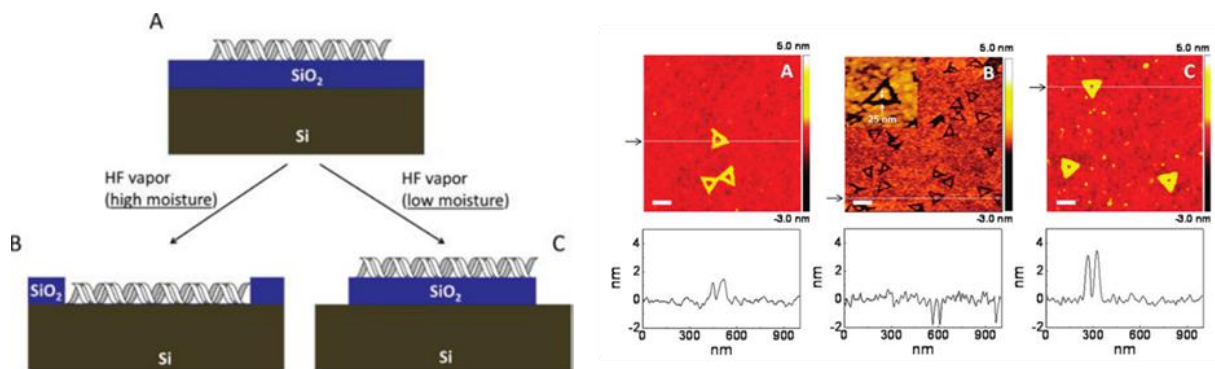 A
SiO2
Si
HF vapor
(high moisture)
HF vapor
(low moisture)
B
C
SiO2
Si
SiO2
Si
5.0 nm
A
-3.0 nm
5.0 nm
B
25 nm
-3.0 nm
5.0 nm
C
-3.0 nm
nm
4
2
0
-2
0 300 600 900
nm
4
2
0
-2
0 300 600 900
nm
4
2
0
-2
0 300 600 900
nm